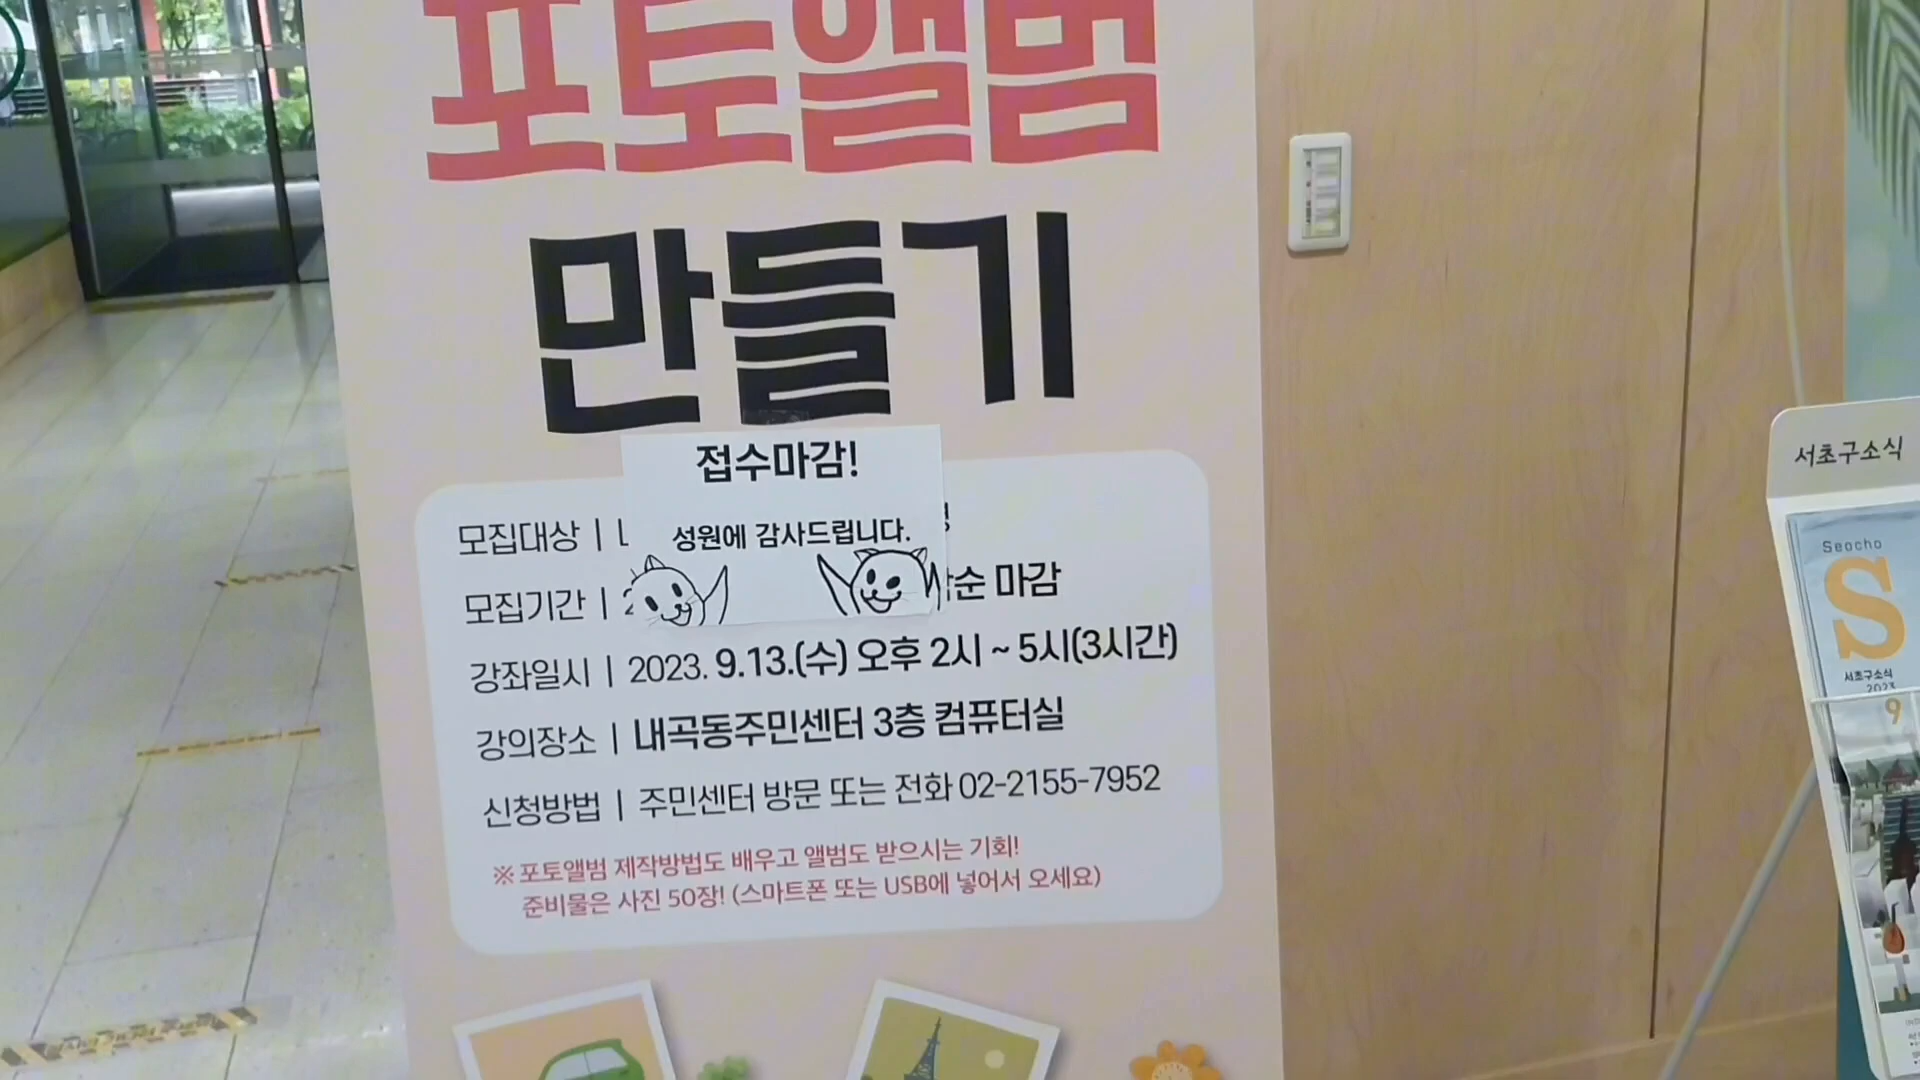 포토앨범
만들기
접수마감!
성원에 감사드립니다.
모집대상 |
모집기간 | 순 마감
강좌일시 | 2023. 9.13.(수) 오후 2시 ~ 5시(3시간)
강의장소 | 내곡동주민센터 3층 컴퓨터실
신청방법 | 주민센터 방문 또는 전화 02-2155-7952
※ 포토앨범 제작방법도 배우고 앨범도 받으시는 기회!
준비물은 사진 50장! (스마트폰 또는 USB에 넣어서 오세요)
서초구소식
Seocho
S
서초구소식
2023
9